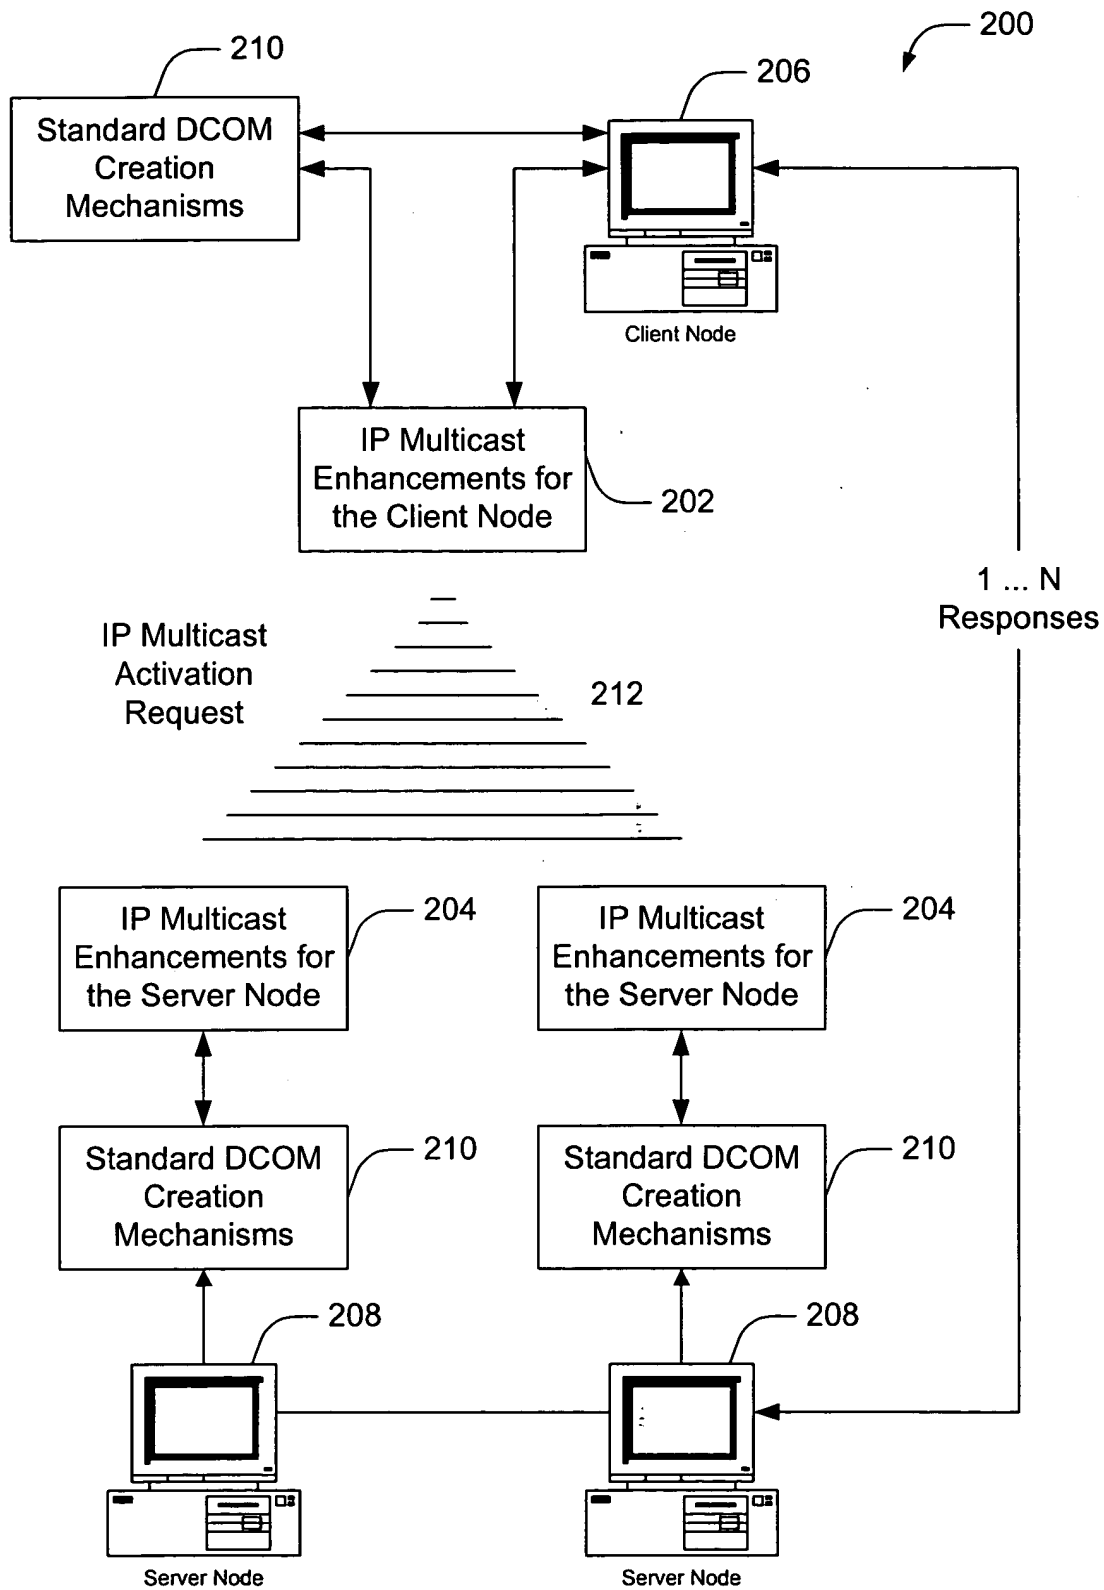 200
210
206
Standard DCOM
Creation
Mechanisms
Client Node
IP Multicast
Enhancements for
the Client Node
202
1 ... N
Responses
IP Multicast
Activation
Request
212
IP Multicast
Enhancements for
the Server Node
204
IP Multicast
Enhancements for
the Server Node
204
Standard DCOM
Creation
Mechanisms
210
Standard DCOM
Creation
Mechanisms
210
208
208
Server Node
Server Node